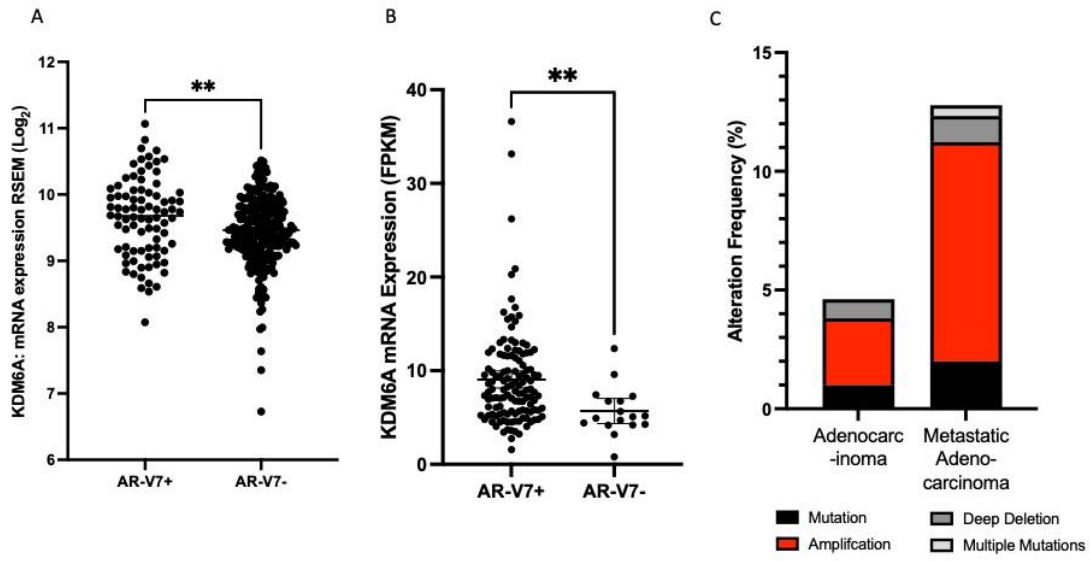 A
KDM6A: mRNA expression RSEM (Log2)
12
11
10
9
8
7
6
**
AR-V7+
AR-V7-
B
KDM6A mRNA Expression (FPKM)
40
30
20
10
0
**
AR-V7+
AR-V7-
C
Alteration Frequency (%)
15
10
5
0
Adenocarc
-inoma
Metastatic
Adeno-
carcinoma
Mutation
Deep Deletion
Amplifcation
Multiple Mutations